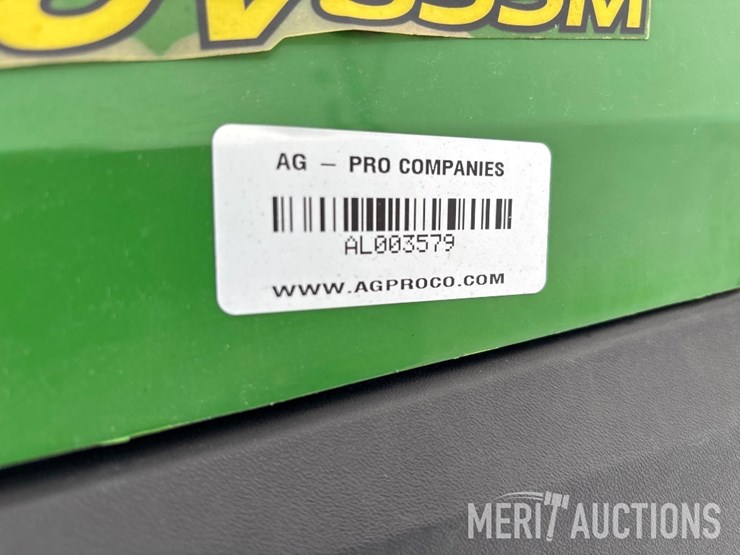 AG – PRO COMPANIES
AL003579
WWW.AGPROCO.COM
MERIT AUCTIONS